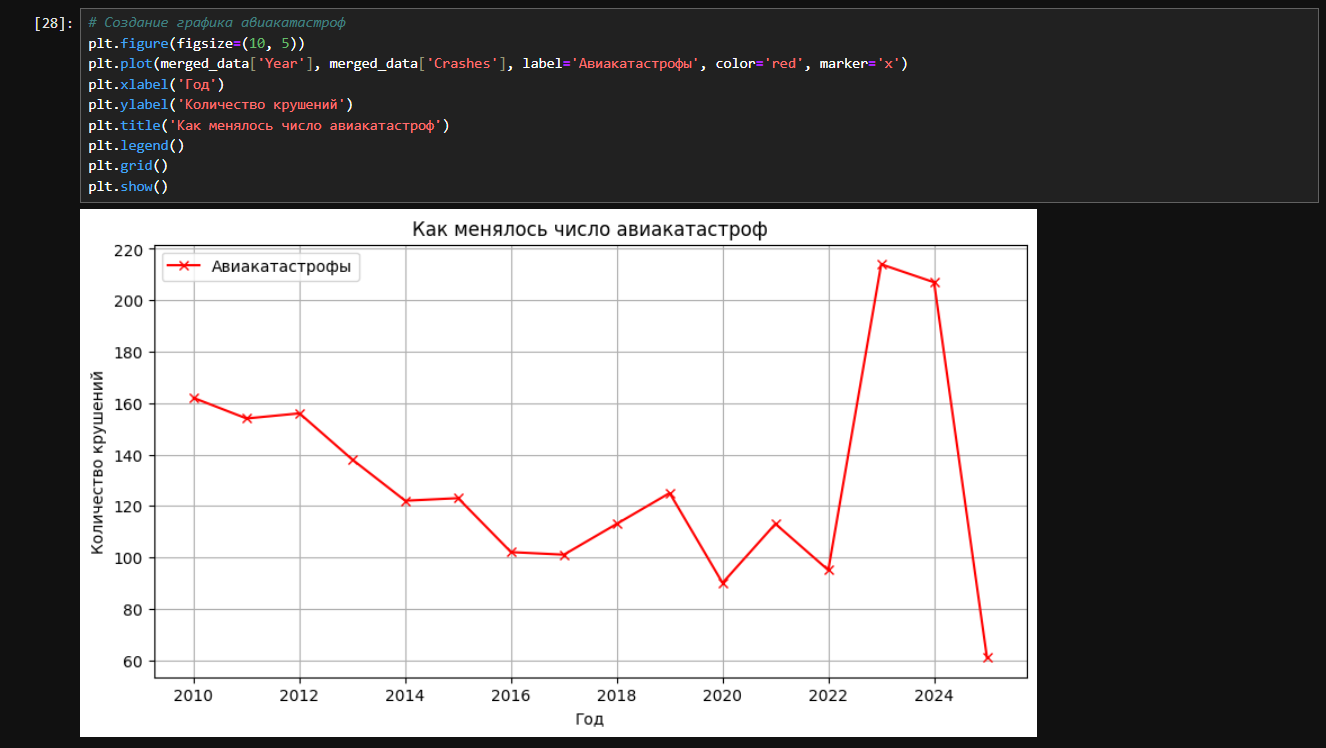 [28]: # Создание графика авиакатастроф
plt.figure(figsize=(10, 5))
plt.plot(merged_data['Year'], merged_data['Crashes'], label='Авиакатастрофы', color='red', marker='x')
plt.xlabel('Год')
plt.ylabel('Количество крушений')
plt.title('Как менялось число авиакатастроф')
plt.legend()
plt.grid()
plt.show()
Как менялось число авиакатастроф
Авиакатастрофы
Количество крушений
220
200
180
160
140
120
100
80
60
2010 2012 2014 2016 2018 2020 2022 2024
Год